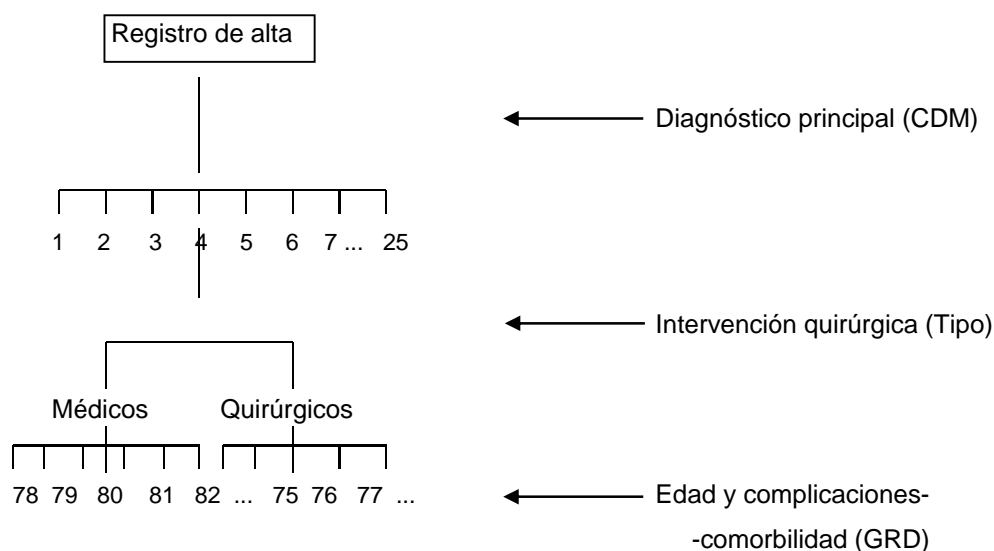 Registro de alta
Diagnóstico principal (CDM)
1 2 3 4 5 6 7 ... 25
Intervención quirúrgica (Tipo)
Médicos Quirúrgicos
78 79 80 81 82 ... 75 76 77 ...
Edad y complicaciones-
-comorbilidad (GRD)